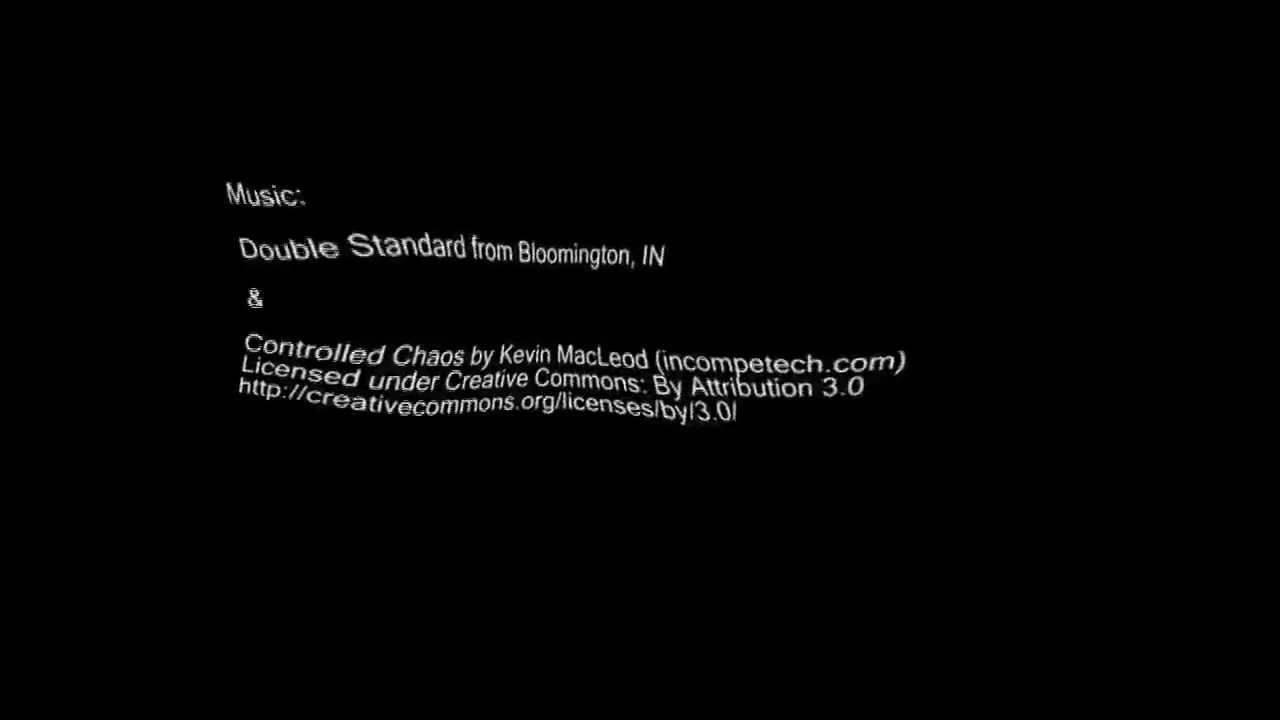 Music:
Double Standard from Bloomington, IN
&
Controlled Chaos by Kevin MacLeod (incompetech.com)
Licensed under Creative Commons: By Attribution 3.0
http://creativecommons.org/licenses/by/3.0/